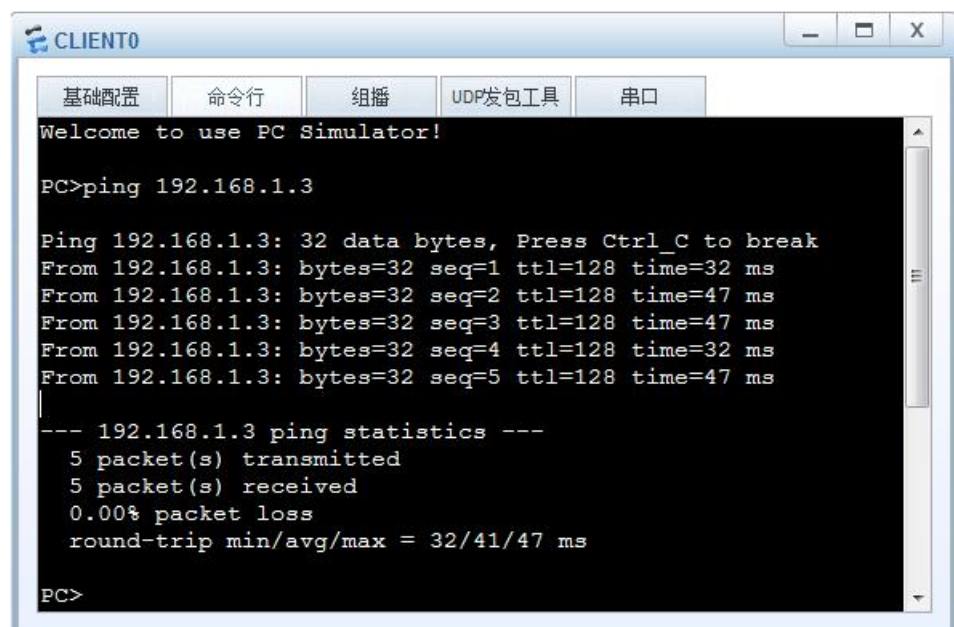 CLIENT0
基础配置 命令行 组播 UDP发包工具 串口
Welcome to use PC Simulator!
PC>ping 192.168.1.3
Ping 192.168.1.3: 32 data bytes, Press Ctrl_C to break
From 192.168.1.3: bytes=32 seq=1 ttl=128 time=32 ms
From 192.168.1.3: bytes=32 seq=2 ttl=128 time=47 ms
From 192.168.1.3: bytes=32 seq=3 ttl=128 time=47 ms
From 192.168.1.3: bytes=32 seq=4 ttl=128 time=32 ms
From 192.168.1.3: bytes=32 seq=5 ttl=128 time=47 ms
--- 192.168.1.3 ping statistics ---
5 packet(s) transmitted
5 packet(s) received
0.00% packet loss
round-trip min/avg/max = 32/41/47 ms
PC>